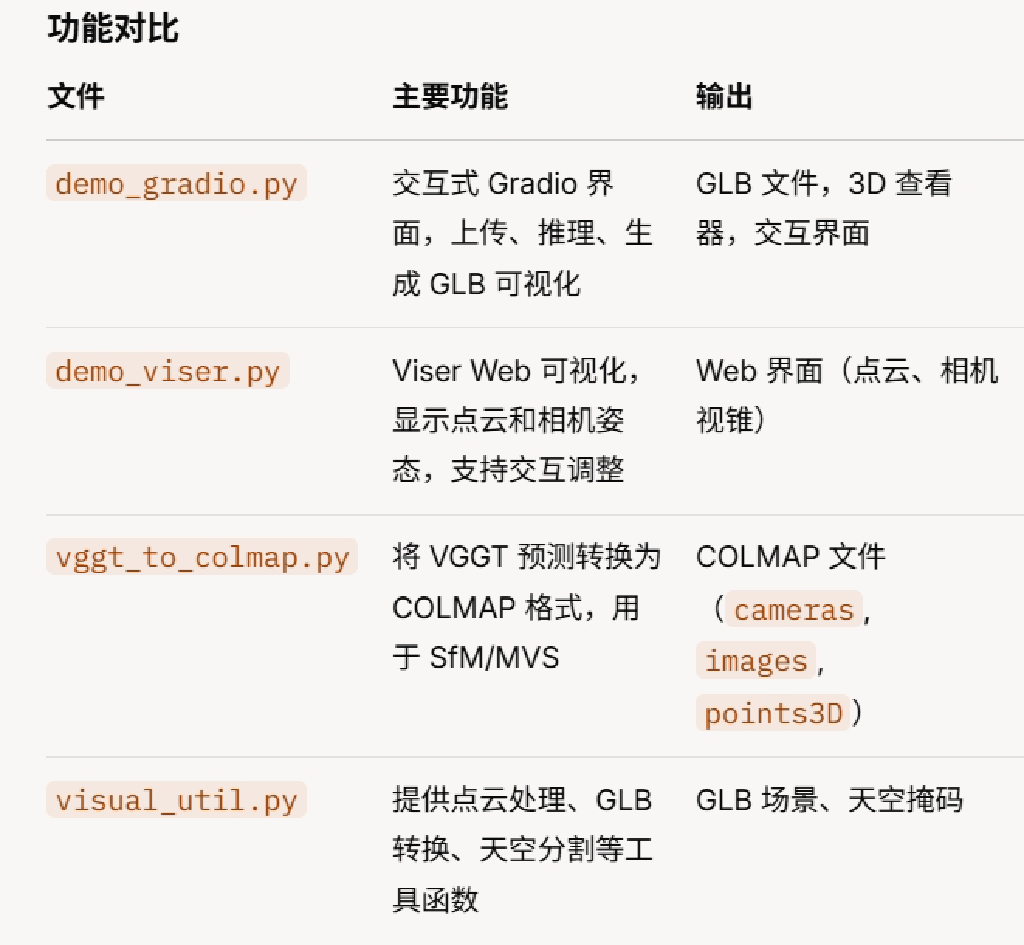 功能对比
文件 主要功能 输出
demo_gradio.py 交互式 Gradio 界 GLB 文件，3D 查看
面，上传、推理、生 器，交互界面
成 GLB 可视化
demo_viser.py Viser Web 可视化， Web 界面（点云、相机
显示点云和相机姿 视锥）
态，支持交互调整
vggt_to_colmap.py 将 VGGT 预测转换为 COLMAP 文件
COLMAP 格式，用 （cameras,
于 SfM/MVS images,
points3D）
visual_util.py 提供点云处理、GLB GLB 场景、天空掩码
转换、天空分割等工
具函数